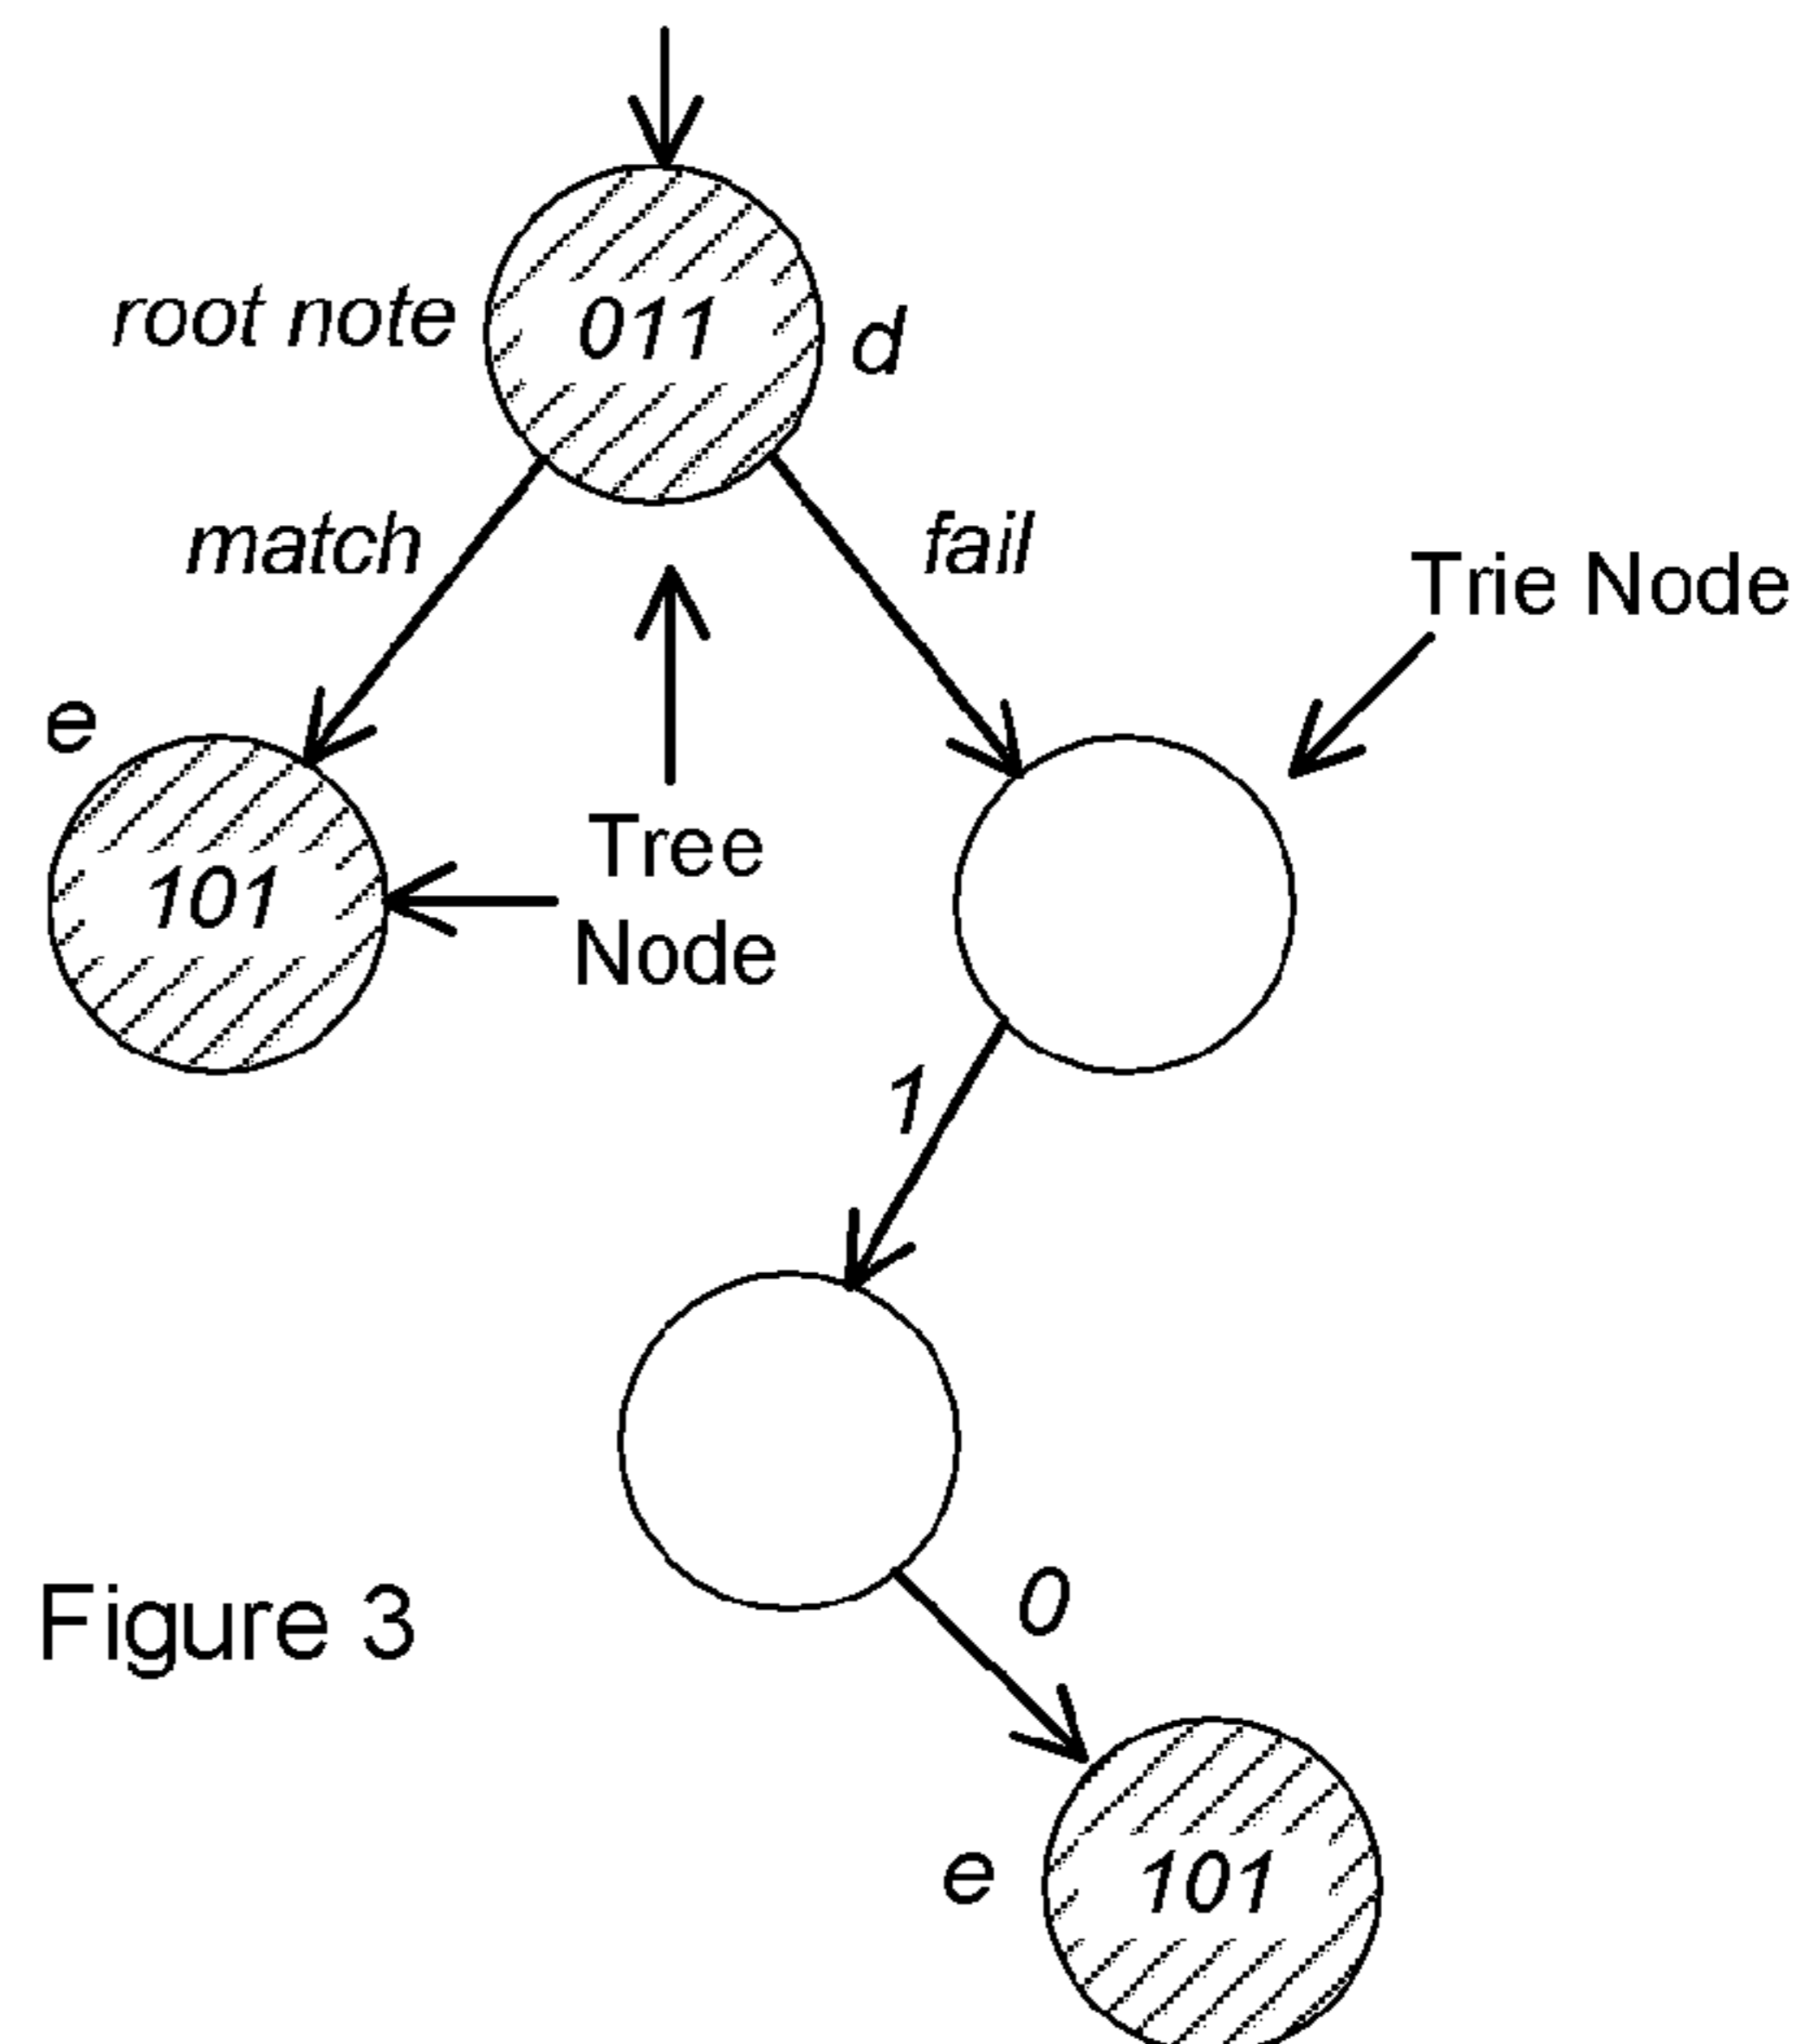 root note
011
d
match
fail
Trie Node
e
101
Tree
Node
1
0
Figure 3
e
101